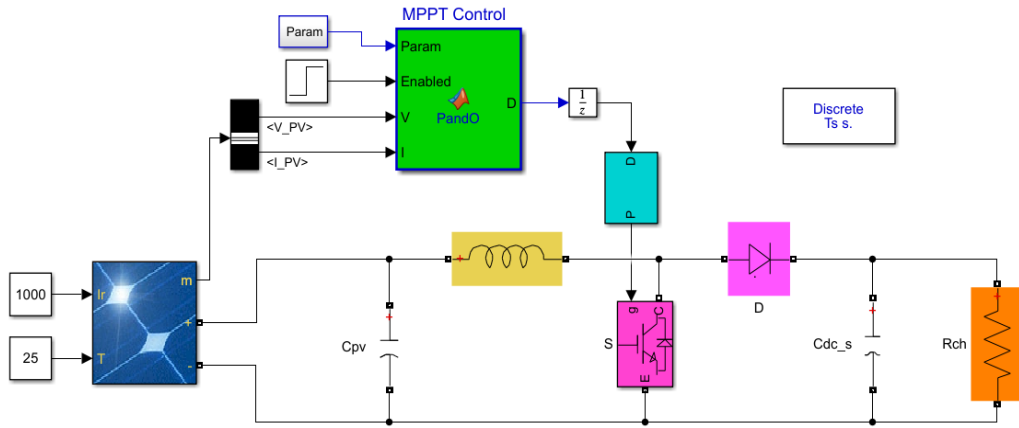 MPPT Control
Param
Param
Enabled
V
I
PandO
D
1
z
<V_PV>
<I_PV>
Discrete
Ts s.
D
P
1000
25
Ir
T
m
+
-
+
Cpv
+
g
C
S
E
D
+
Cdc_s
+
Rch